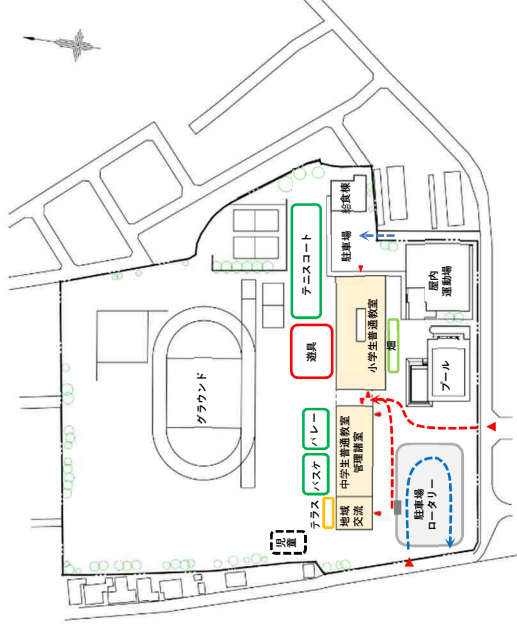 給食棟
駐車場
テニスコート
屋内
運動場
小学生普通教室
畑
遊具
プール
グラウンド
バレー
中学生普通教室
管理諸室
バスケ
テラス
地域
交流
駐車場
ロータリー
児童